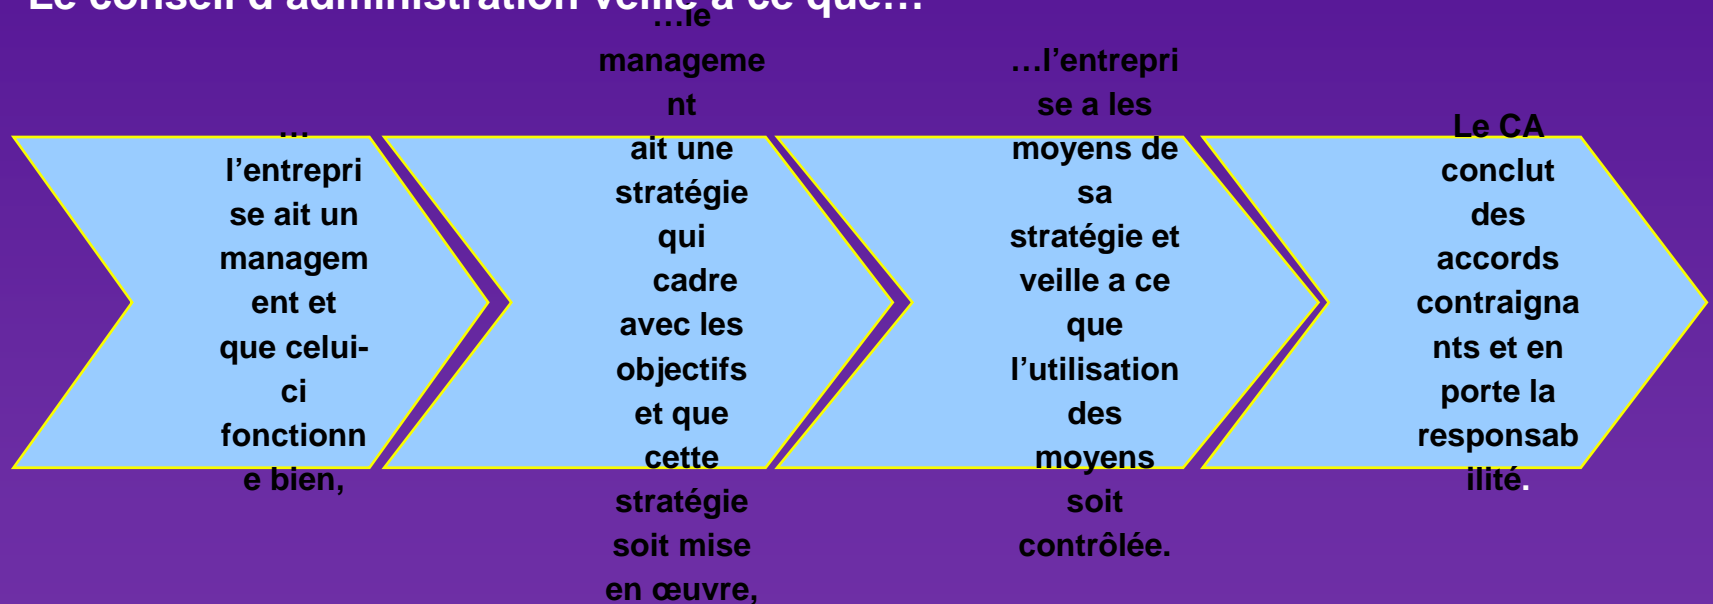 Le conseil d'administration veille à ce que…
…
l'entrepri
se ait un
managem
ent et
que celui-
ci
fonctionn
e bien,
…le
manageme
nt
ait une
stratégie
qui
cadre
avec les
objectifs
et que
cette
stratégie
soit mise
en œuvre,
…l'entrepri
se a les
moyens de
sa
stratégie et
veille a ce
que
l'utilisation
des
moyens
soit
contrôlée.
Le CA
conclut
des
accords
contraigna
nts et en
porte la
responsab
ilité.